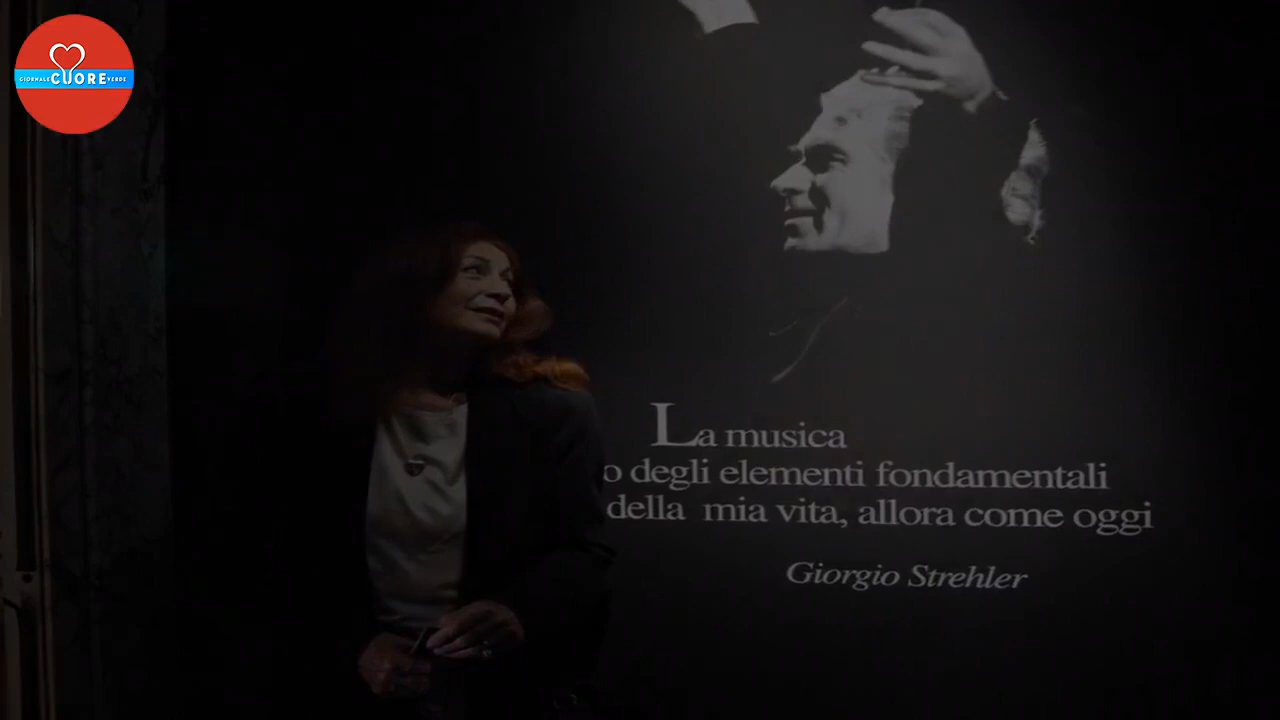 GIORNALE CUORE VERDE
La musica
o degli elementi fondamentali
della mia vita, allora come oggi
Giorgio Strehler